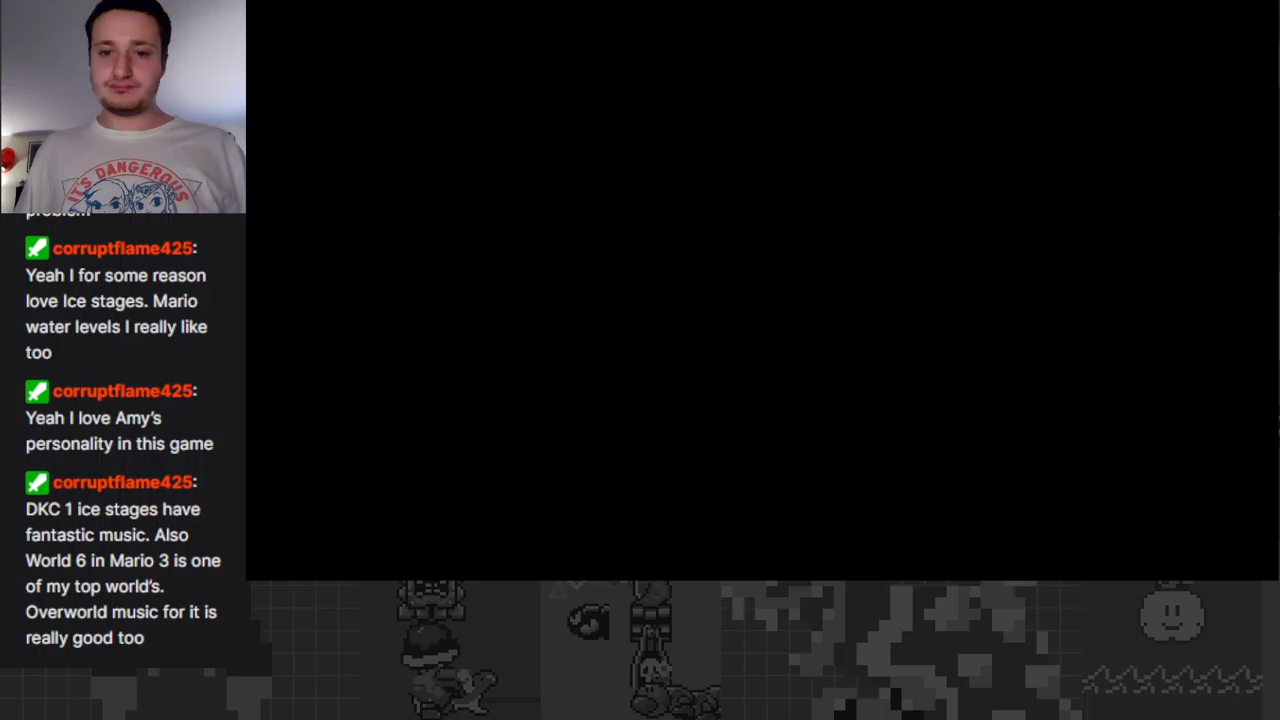 IT'S DANGEROUS
corruptflame425:
Yeah I for some reason
love Ice stages. Mario
water levels I really like
too
corruptflame425:
Yeah I love Amy's
personality in this game
corruptflame425:
DKC 1 ice stages have
fantastic music. Also
World 6 in Mario 3 is one
of my top world's.
Overworld music for it is
really good too